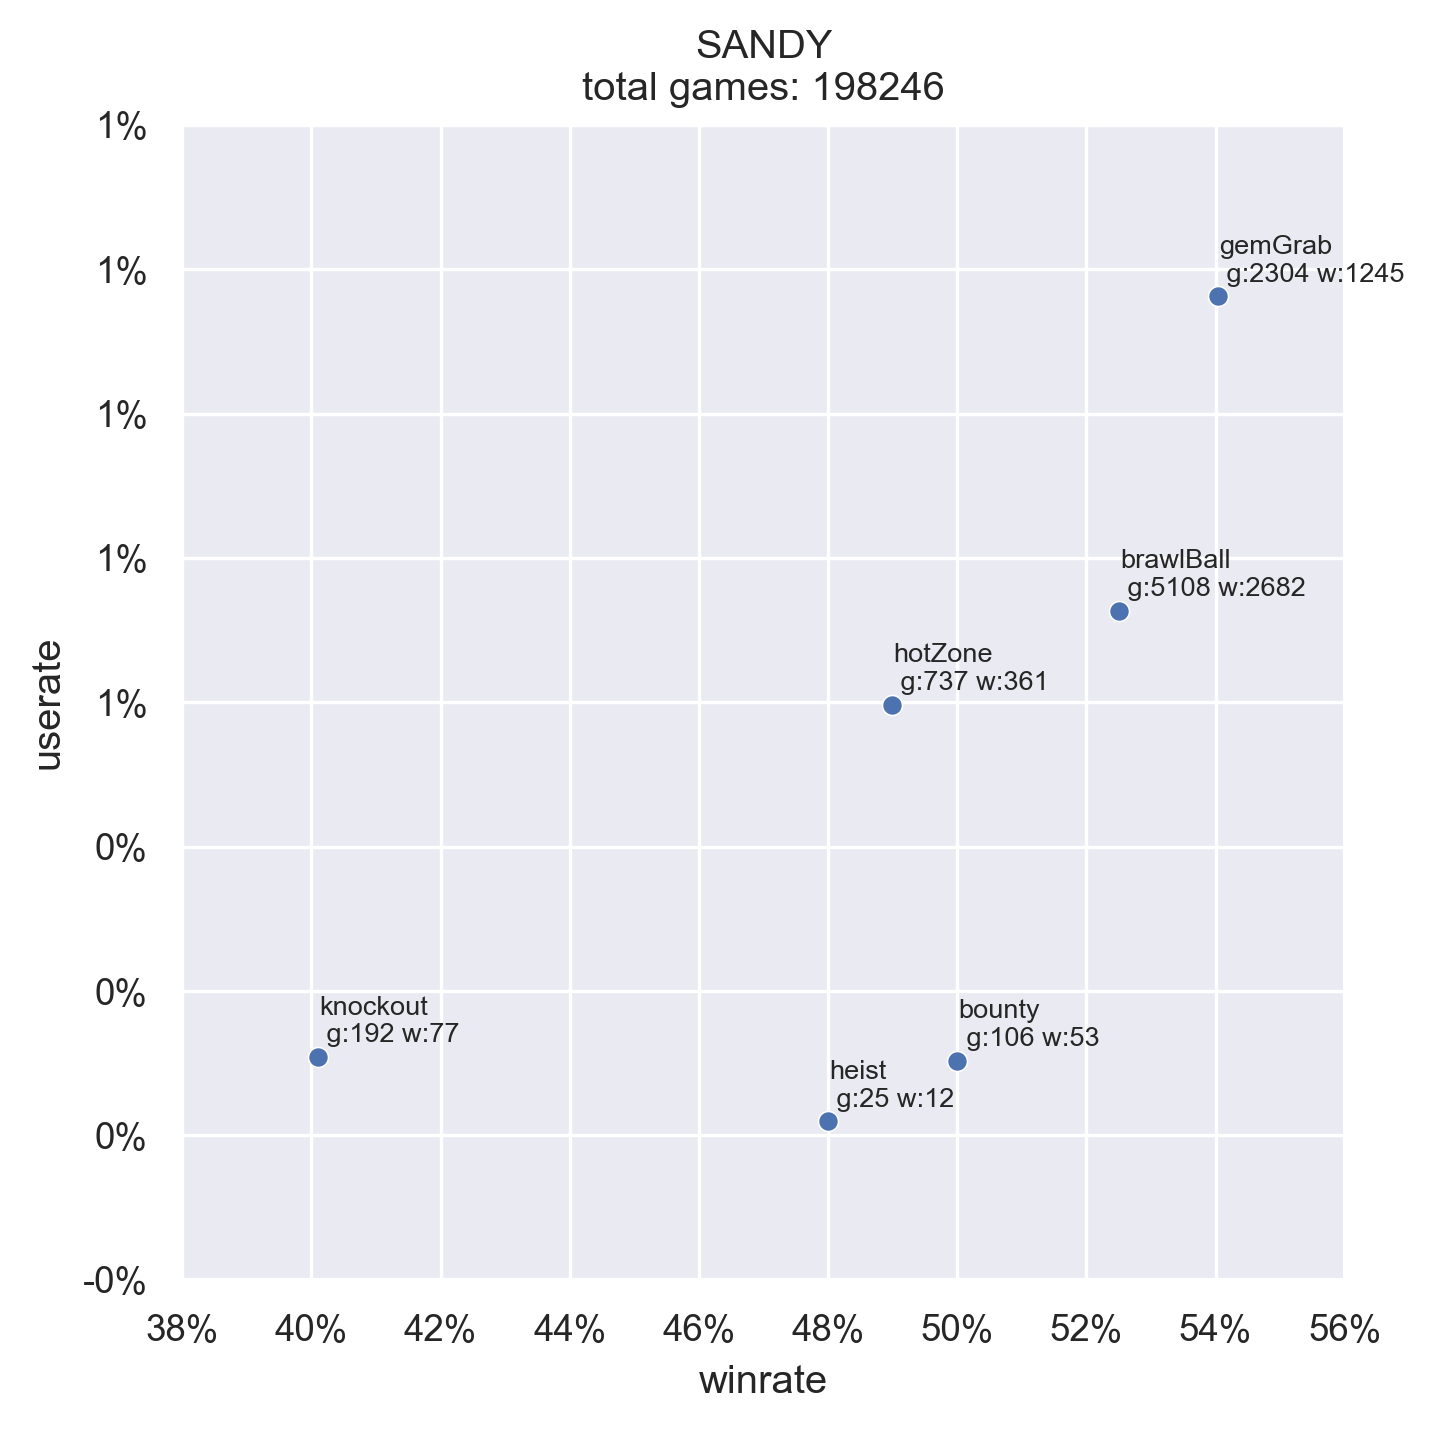 SANDY
total games: 198246
1%
1%
1%
1%
1%
0%
0%
0%
-0%
userate
gemGrab
g:2304 w:1245
brawlBall
g:5108 w:2682
hotZone
g:737 w:361
knockout
g:192 w:77
bounty
g:106 w:53
heist
g:25 w:12
38% 40% 42% 44% 46% 48% 50% 52% 54% 56%
winrate